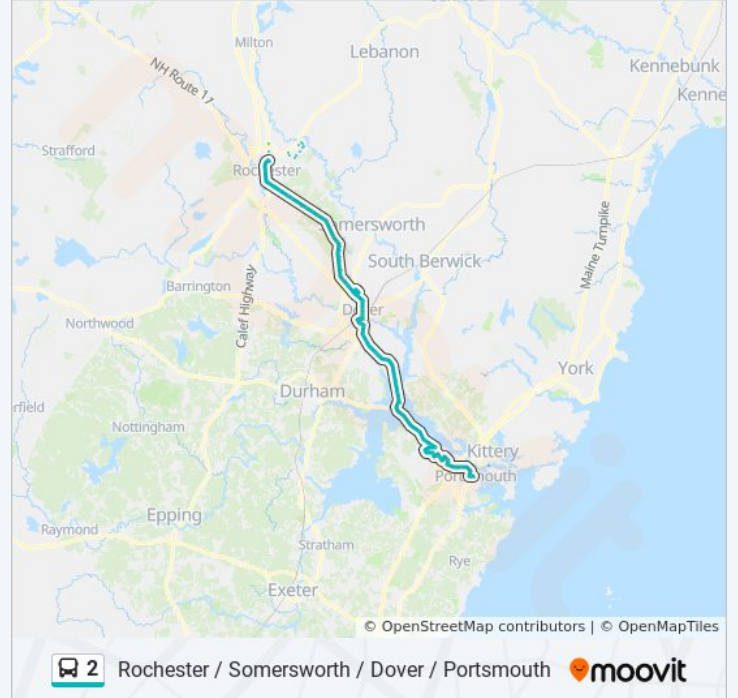 Milton
Lebanon
Kennebunk
NH Route 17
Kenne
Strafford
Rochester
Somersworth
Maine Turnpike
South Berwick
Barrington
Calef Highway
Dover
Northwood
York
Durham
rfield
Nottingham
Kittery
Portsmouth
Epping
Raymond
Stratham
Rye
Exeter
© OpenStreetMap contributors | © OpenMapTiles
2 Rochester / Somersworth / Dover / Portsmouth moovit